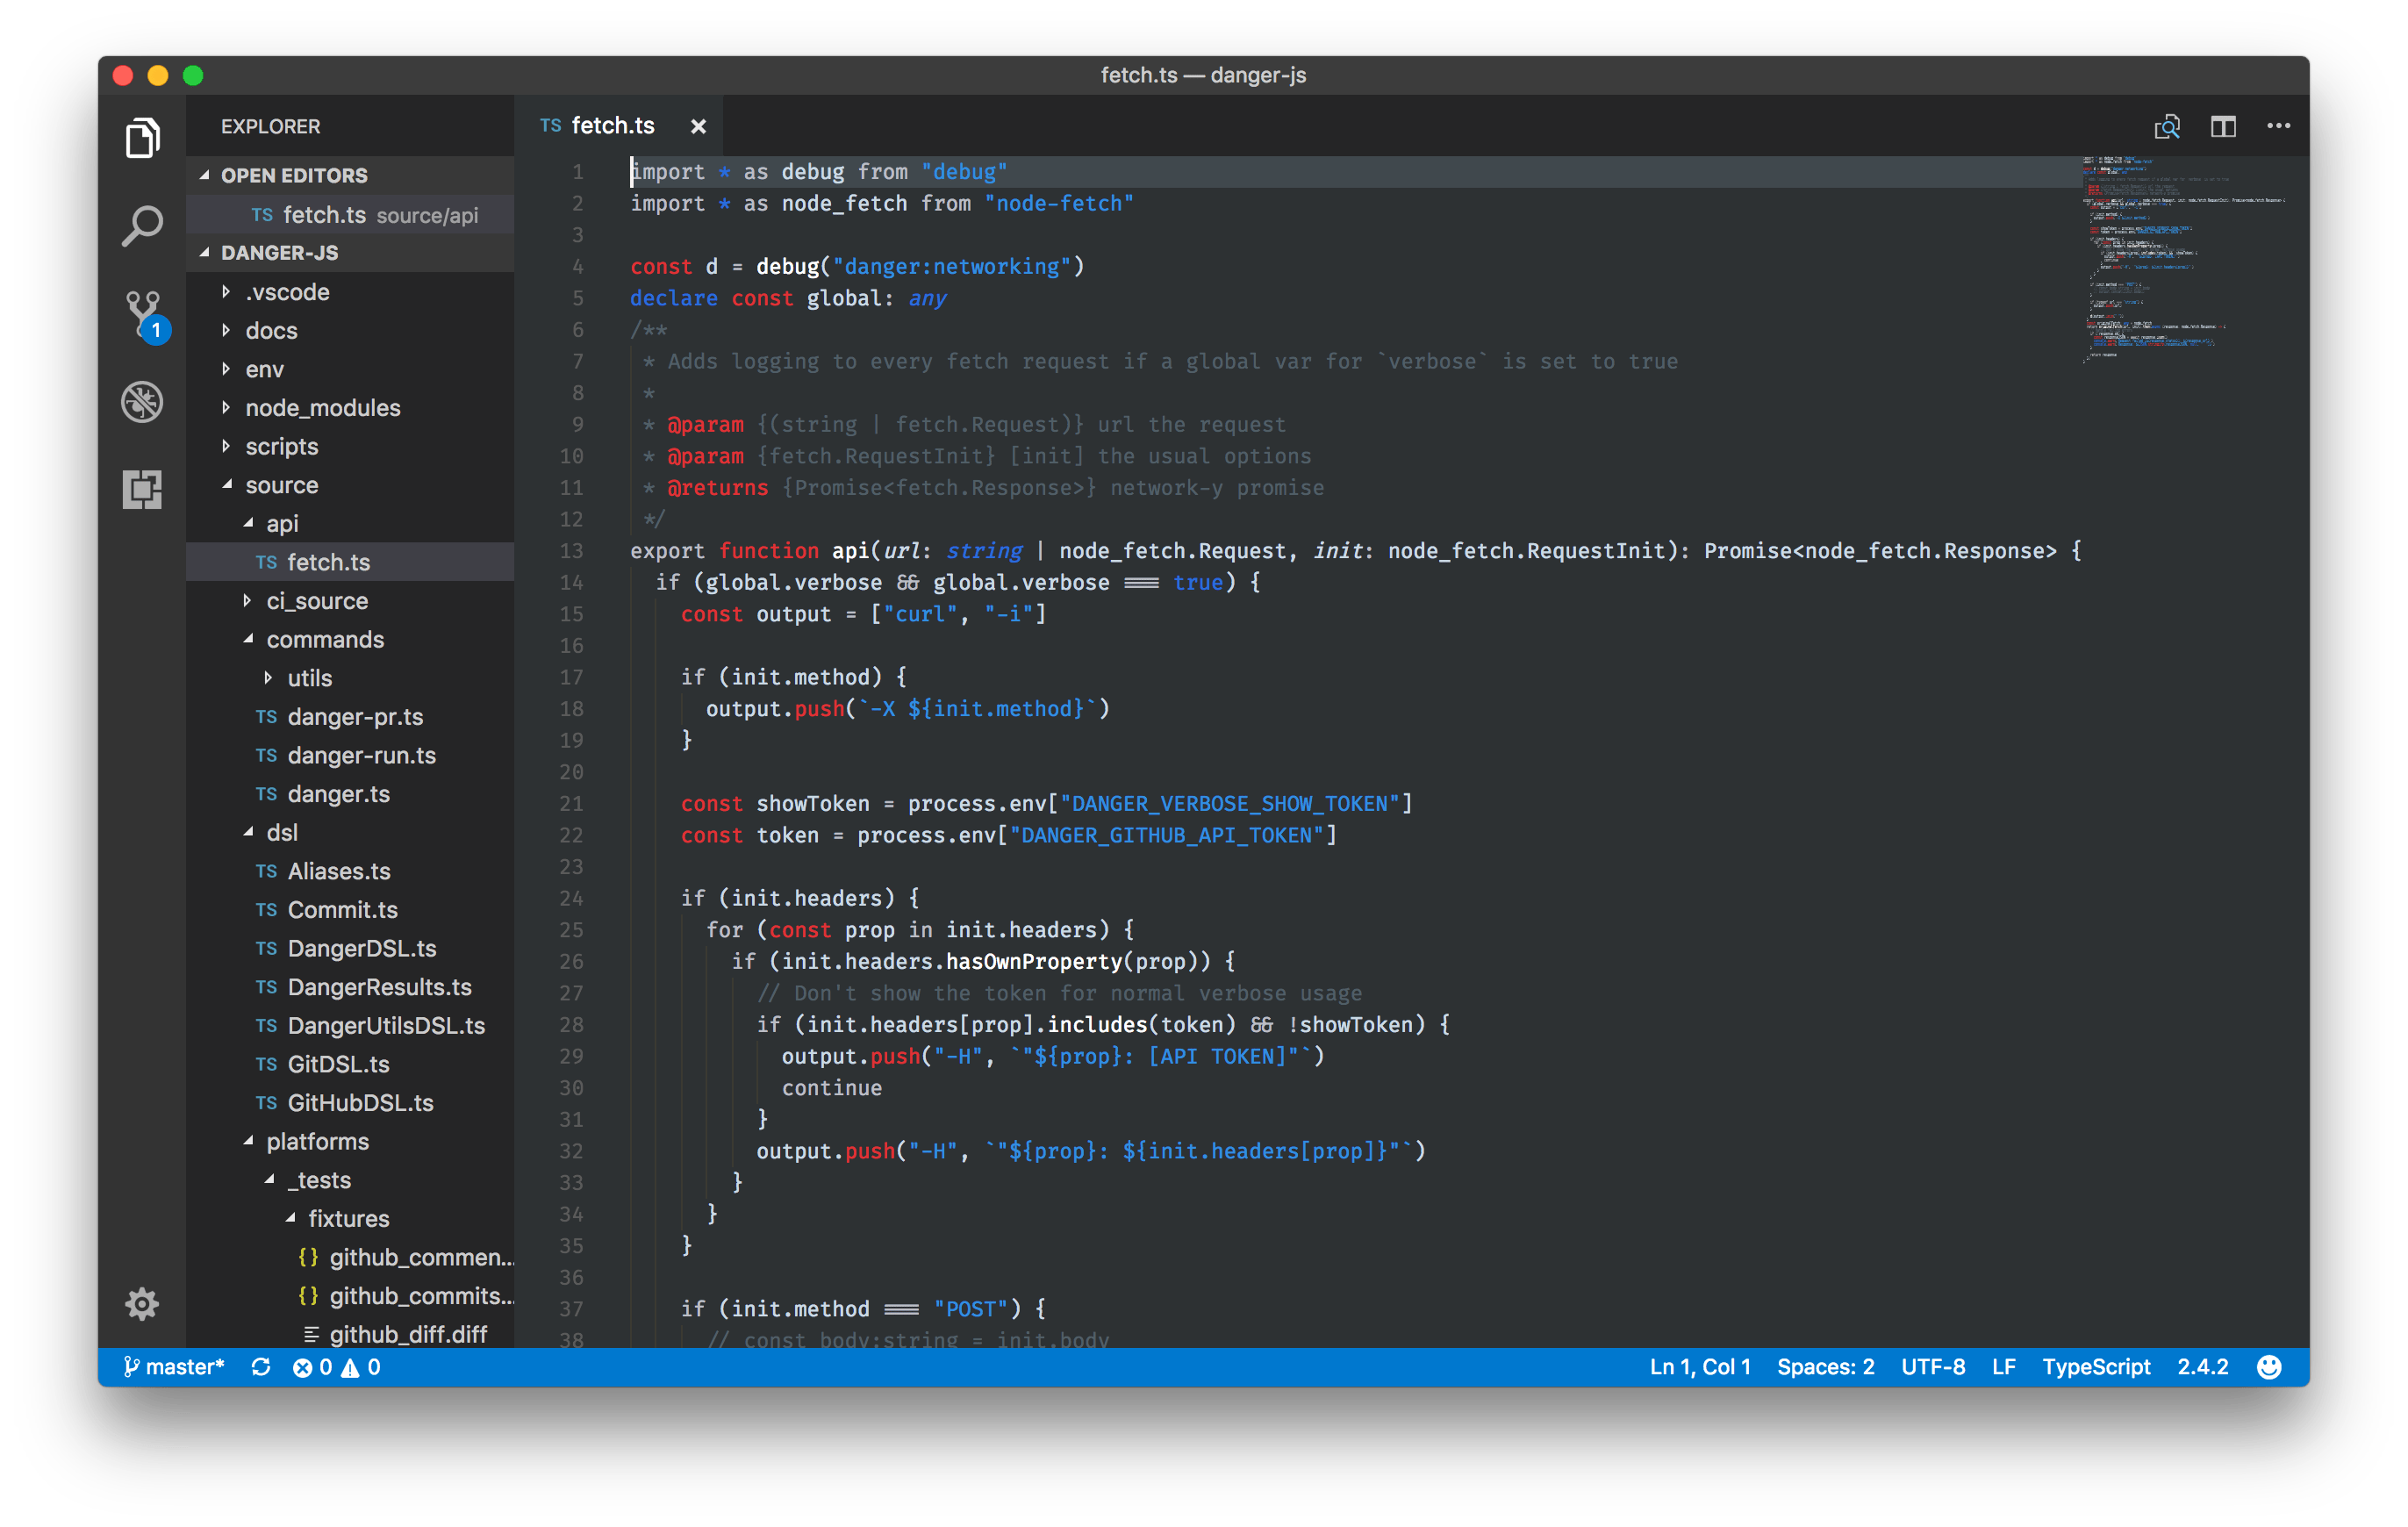 fetch.ts — danger-js
EXPLORER
OPEN EDITORS
TS fetch.ts source/api
DANGER-JS
.vscode
docs
env
node_modules
scripts
source
api
TS fetch.ts
ci_source
commands
utils
TS danger-pr.ts
TS danger-run.ts
TS danger.ts
dsl
TS Aliases.ts
TS Commit.ts
TS DangerDSL.ts
TS DangerResults.ts
TS DangerUtilsDSL.ts
TS GitDSL.ts
TS GitHubDSL.ts
platforms
_tests
fixtures
{} github_commen...
{} github_commits...
github_diff.diff
1
TS fetch.ts ×
1 import * as debug from "debug"
2 import * as node_fetch from "node-fetch"
3
4 const d = debug("danger:networking")
5 declare const global: any
6 /**
7 * Adds logging to every fetch request if a global var for `verbose` is set to true
8 *
9 * @param {(string | fetch.Request)} url the request
10 * @param {fetch.RequestInit} [init] the usual options
11 * @returns {Promise<fetch.Response>} network-y promise
12 */
13 export function api(url: string | node_fetch.Request, init: node_fetch.RequestInit): Promise<node_fetch.Response> {
14 if (global.verbose && global.verbose === true) {
15 const output = ["curl", "-i"]
16
17 if (init.method) {
18 output.push(`-X ${init.method}`)
19 }
20
21 const showToken = process.env["DANGER_VERBOSE_SHOW_TOKEN"]
22 const token = process.env["DANGER_GITHUB_API_TOKEN"]
23
24 if (init.headers) {
25 for (const prop in init.headers) {
26 if (init.headers.hasOwnProperty(prop)) {
27 // Don't show the token for normal verbose usage
28 if (init.headers[prop].includes(token) && !showToken) {
29 output.push("-H", `"${prop}: [API TOKEN]"`)
30 continue
31 }
32 output.push("-H", `"${prop}: ${init.headers[prop]}"`)
33 }
34 }
35 }
36
37 if (init.method === "POST") {
38 // const body:string = init.body
master* 0 0
Ln 1, Col 1 Spaces: 2 UTF-8 LF TypeScript 2.4.2